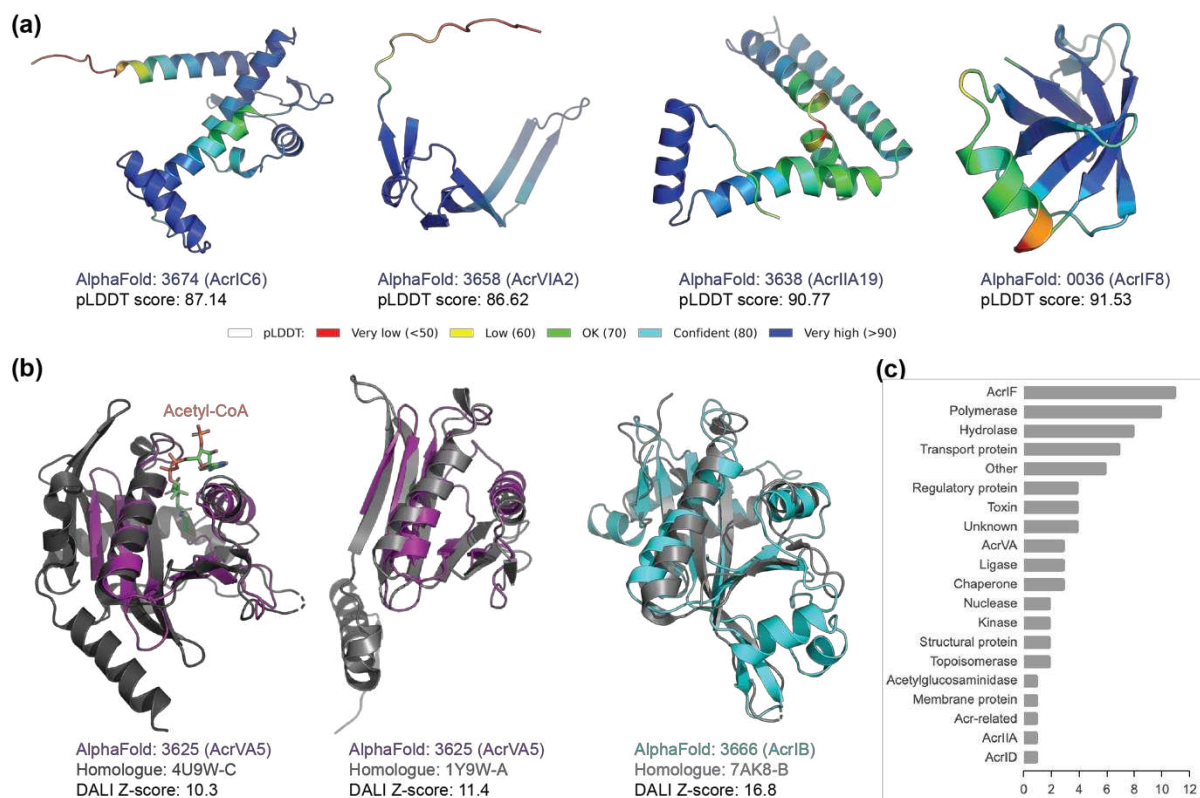 (a)
AlphaFold: 3674 (AcrIC6)
pLDDT score: 87.14
AlphaFold: 3658 (AcrVIA2)
pLDDT score: 86.62
AlphaFold: 3638 (AcrIIA19)
pLDDT score: 90.77
AlphaFold: 0036 (AcrIF8)
pLDDT score: 91.53
pLDDT: Very low (<50) Low (60) OK (70) Confident (80) Very high (>90)
(b)
Acetyl-CoA
AlphaFold: 3625 (AcrVA5)
Homologue: 4U9W-C
DALI Z-score: 10.3
AlphaFold: 3625 (AcrVA5)
Homologue: 1Y9W-A
DALI Z-score: 11.4
AlphaFold: 3666 (AcrIB)
Homologue: 7AK8-B
DALI Z-score: 16.8
(c)
AcrIF
Polymerase
Hydrolase
Transport protein
Other
Regulatory protein
Toxin
Unknown
AcrVA
Ligase
Chaperone
Nuclease
Kinase
Structural protein
Topoisomerase
Acetylglucosaminidase
Membrane protein
Acr-related
AcrIIA
AcrID
0 2 4 6 8 10 12